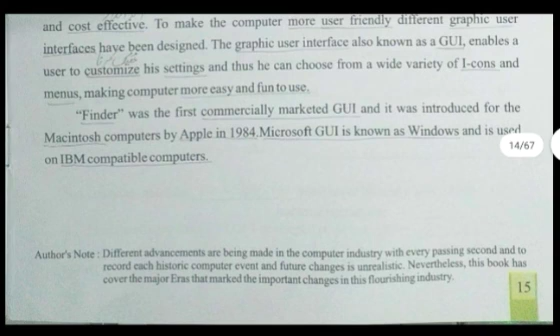 and cost effective. To make the computer more user friendly different graphic user
interfaces have been designed. The graphic user interface also known as a GUI, enables a
user to customize his settings and thus he can choose from a wide variety of I-cons and
menus, making computer more easy and fun to use.
"Finder" was the first commercially marketed GUI and it was introduced for the
Macintosh computers by Apple in 1984. Microsoft GUI is known as Windows and is used
14/67
on IBM compatible computers.
Author's Note : Different advancements are being made in the computer industry with every passing second and to
record each historic computer event and future changes is unrealistic. Nevertheless, this book has
cover the major Eras that marked the important changes in this flourishing industry.
15